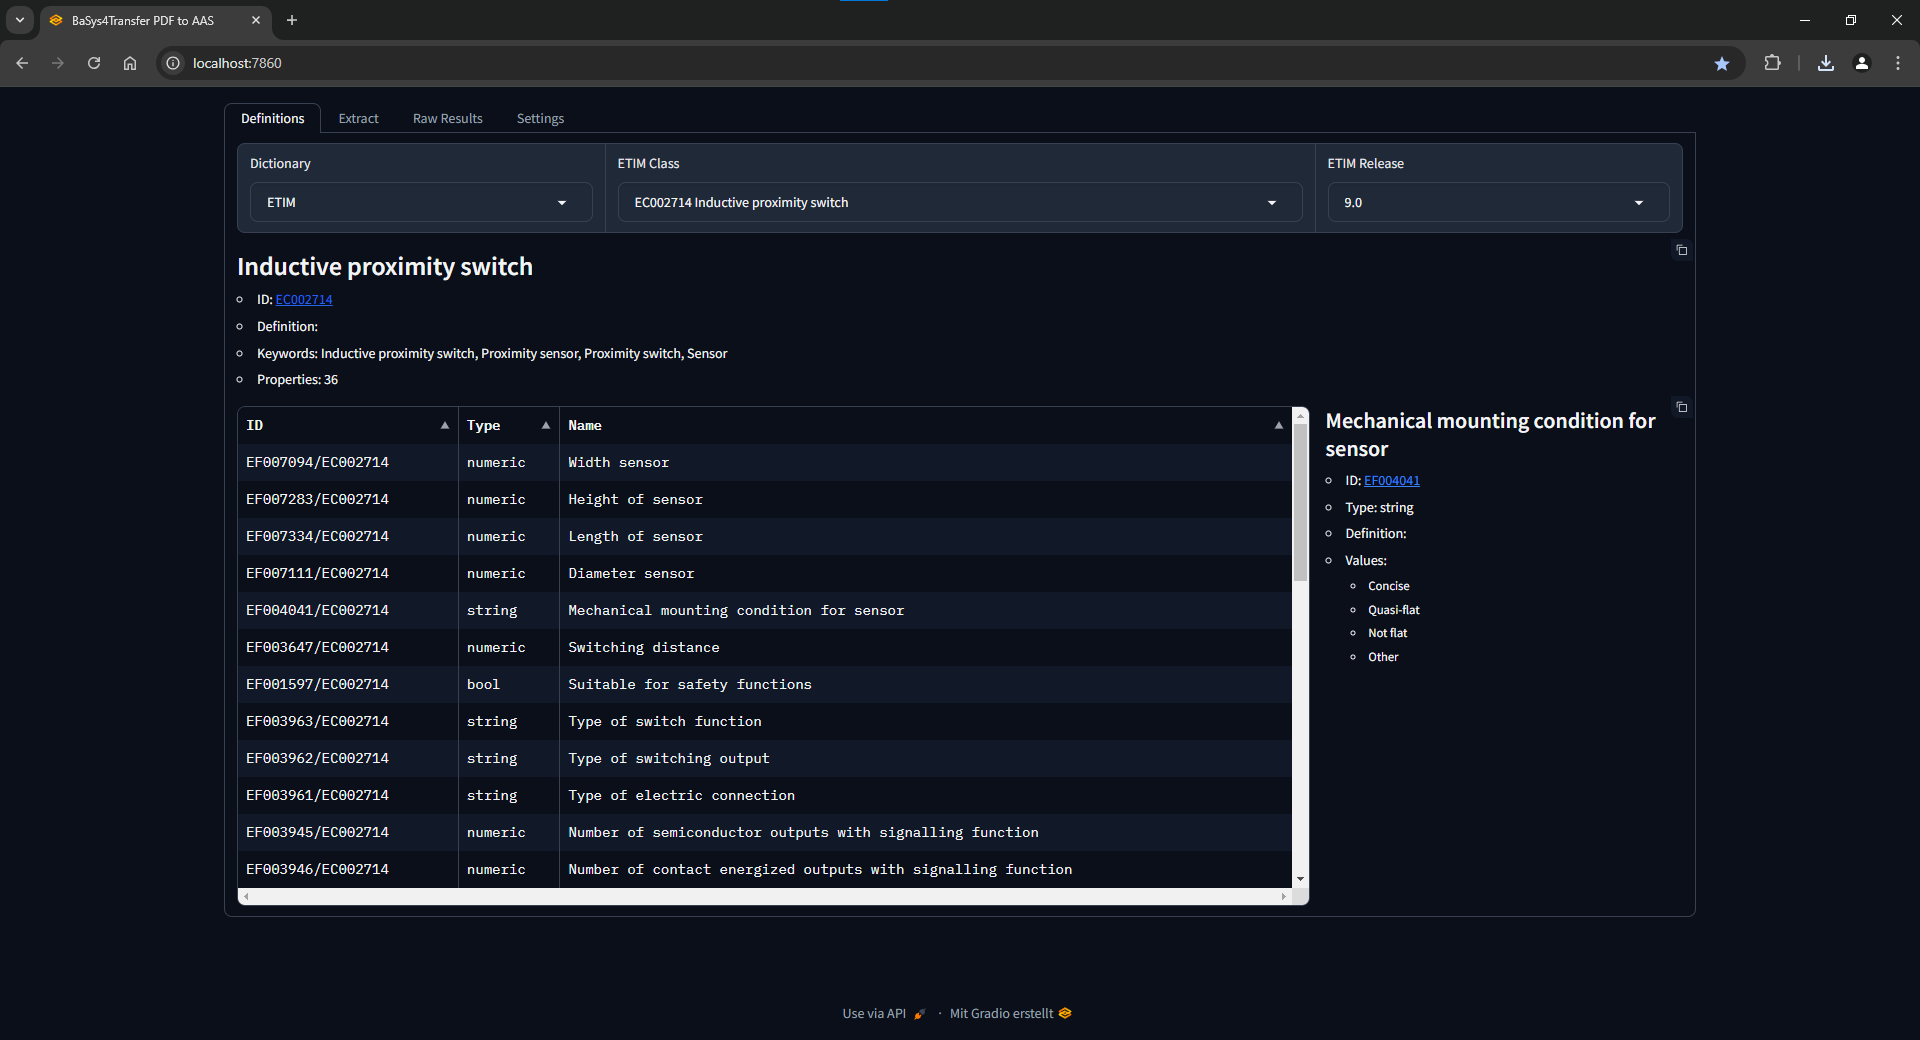 BaSys4Transfer PDF to AAS
localhost:7860
Definitions Extract Raw Results Settings
Dictionary ETIM Class ETIM Release
ETIM EC002714 Inductive proximity switch 9.0
Inductive proximity switch
ID: EC002714
Definition:
Keywords: Inductive proximity switch, Proximity sensor, Proximity switch, Sensor
Properties: 36
ID Type Name
EF007094/EC002714 numeric Width sensor
EF007283/EC002714 numeric Height of sensor
EF007334/EC002714 numeric Length of sensor
EF007111/EC002714 numeric Diameter sensor
EF004041/EC002714 string Mechanical mounting condition for sensor
EF003647/EC002714 numeric Switching distance
EF001597/EC002714 bool Suitable for safety functions
EF003963/EC002714 string Type of switch function
EF003962/EC002714 string Type of switching output
EF003961/EC002714 string Type of electric connection
EF003945/EC002714 numeric Number of semiconductor outputs with signalling function
EF003946/EC002714 numeric Number of contact energized outputs with signalling function
Mechanical mounting condition for
sensor
ID: EF004041
Type: string
Definition:
Values:
Concise
Quasi-flat
Not flat
Other
Use via API · Mit Gradio erstellt